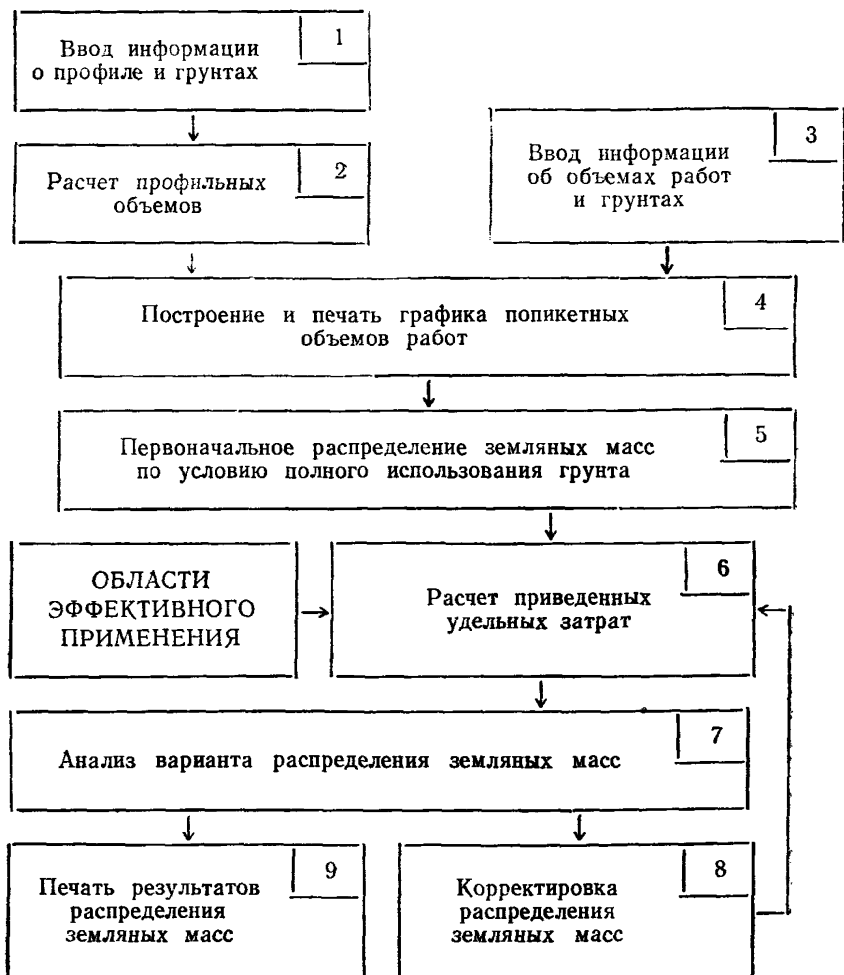 1
Ввод информации
о профиле и грунтах
2
Расчет профильных
объемов
3
Ввод информации
об объемах работ
и грунтах
4
Построение и печать графика попикетных
объемов работ
5
Первоначальное распределение земляных масс
по условию полного использования грунта
ОБЛАСТИ
ЭФФЕКТИВНОГО
ПРИМЕНЕНИЯ
6
Расчет приведенных
удельных затрат
7
Анализ варианта распределения земляных масс
9
Печать результатов
распределения
земляных масс
8
Корректировка
распределения
земляных масс